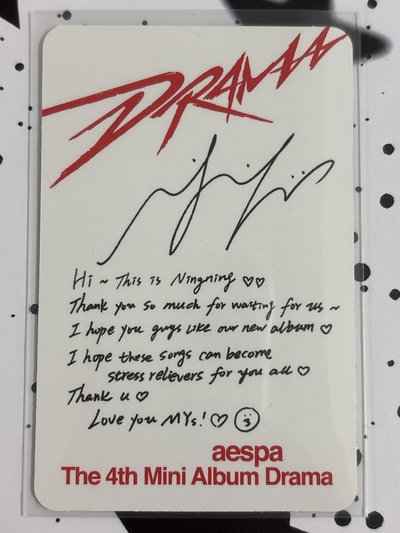 DRAMA
Hi ~ This is Ningning ♡♡
Thank you so much for waiting for us ~
I hope you guys like our new album ♡
I hope these songs can become
stress relievers for you all ♡
Thank u ♡
Love you MYs! ♡
aespa
The 4th Mini Album Drama